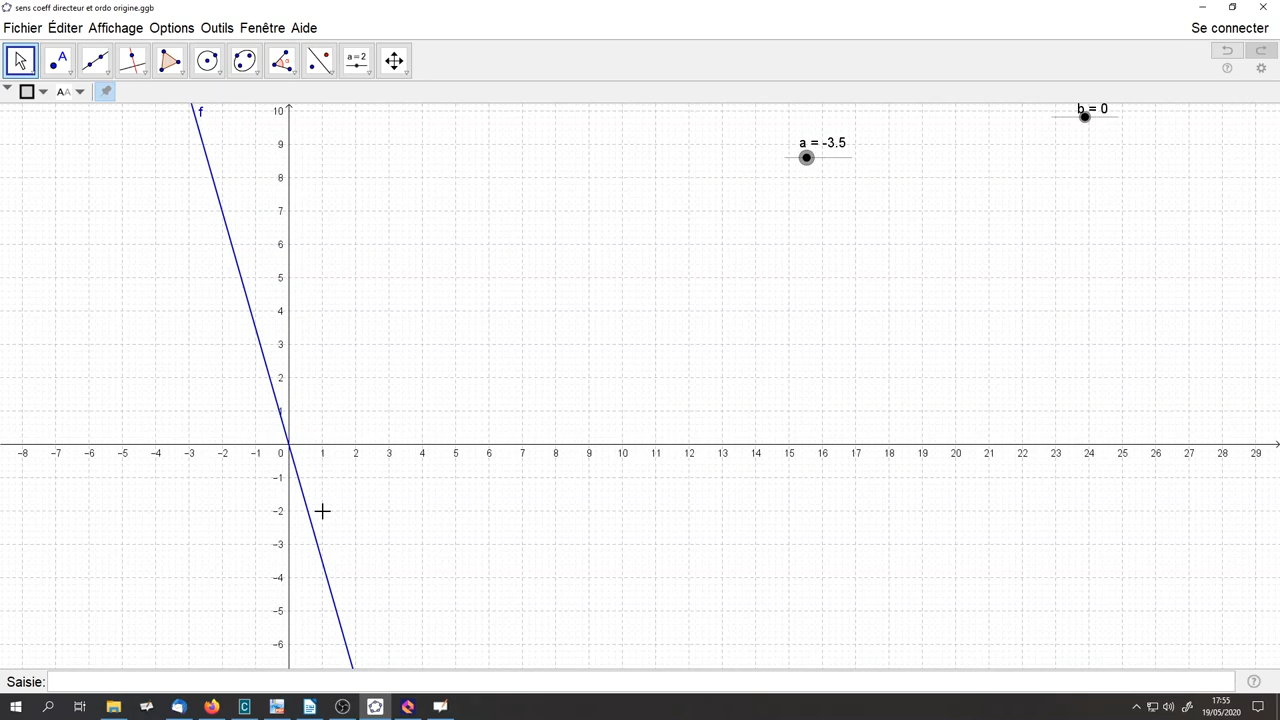 sens coeff directeur et ordo origine.ggb
Fichier Éditer Affichage Options Outils Fenêtre Aide
Se connecter
A
a=2
AA
f
10
b = 0
9
a = -3.5
8
7
6
5
4
3
2
1
−8 −7 −6 −5 −4 −3 −2 −1 0 1 2 3 4 5 6 7 8 9 10 11 12 13 14 15 16 17 18 19 20 21 22 23 24 25 26 27 28 29
−1
−2
−3
−4
−5
−6
Saisie:
17:55
19/05/2020